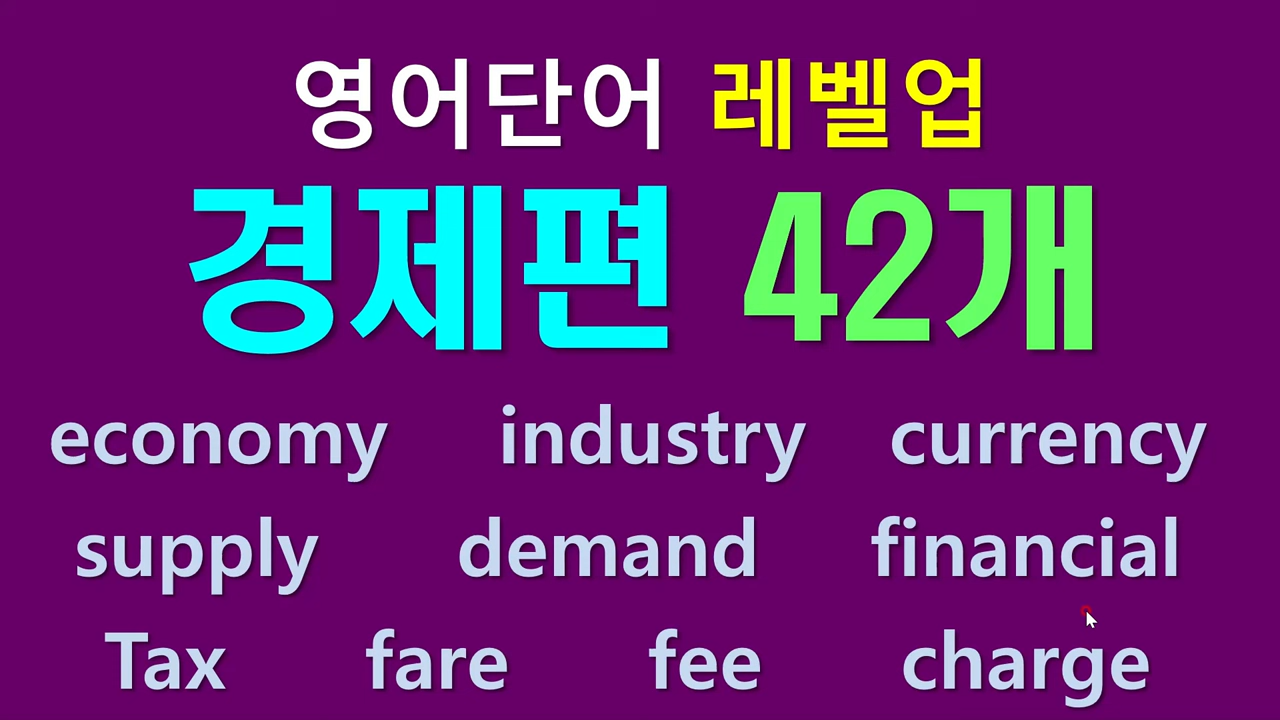 영어단어 레벨업
경제편 42개
economy industry currency
supply demand financial
Tax fare fee charge